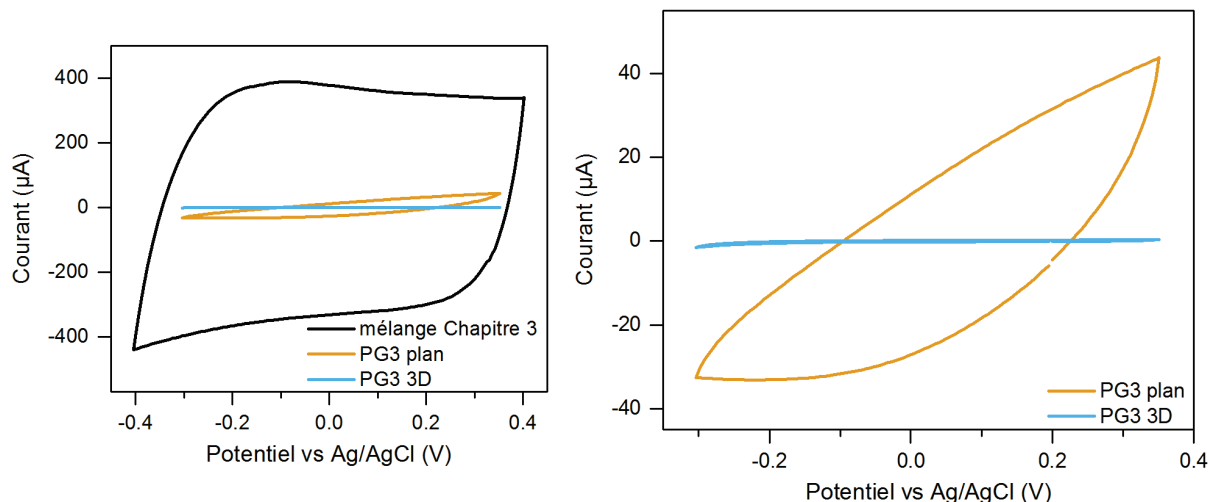 400
200
0
-200
-400
Courant (µA)
mélange Chapitre 3
PG3 plan
PG3 3D
-0.4
-0.2
0.0
0.2
0.4
Potentiel vs Ag/AgCl (V)
40
20
0
-20
-40
Courant (µA)
PG3 plan
PG3 3D
-0.2
0.0
0.2
0.4
Potentiel vs Ag/AgCl (V)